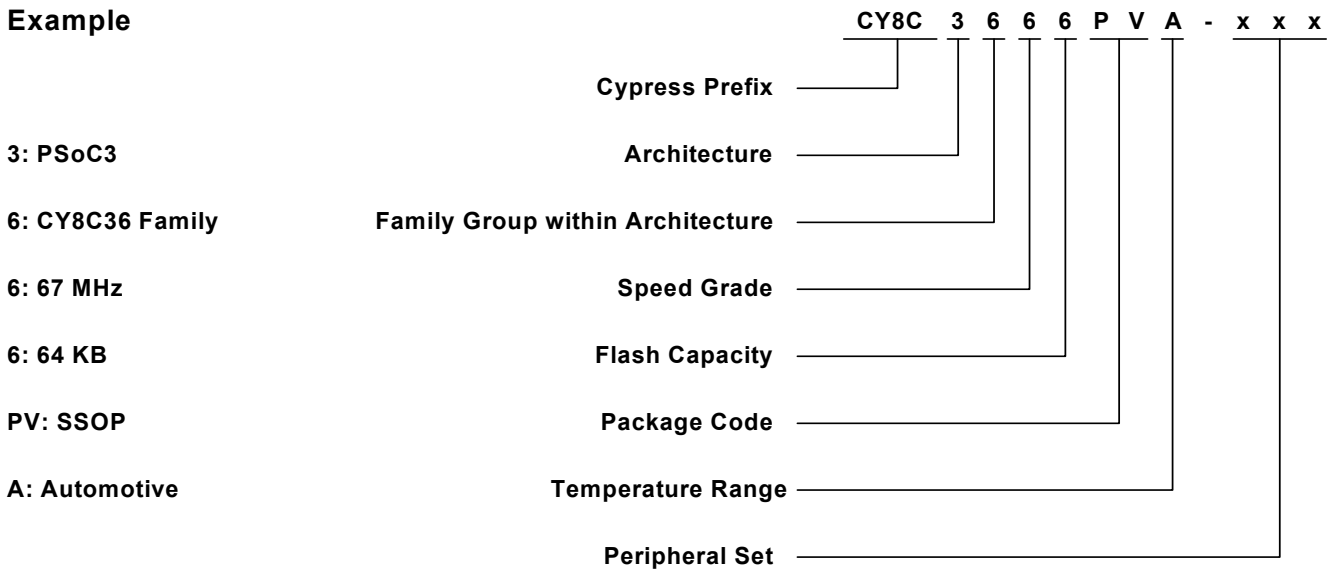 Example CY8C 3 6 6 6 P V A - x x x
Cypress Prefix
3: PSoC3 Architecture
6: CY8C36 Family Family Group within Architecture
6: 67 MHz Speed Grade
6: 64 KB Flash Capacity
PV: SSOP Package Code
A: Automotive Temperature Range
Peripheral Set